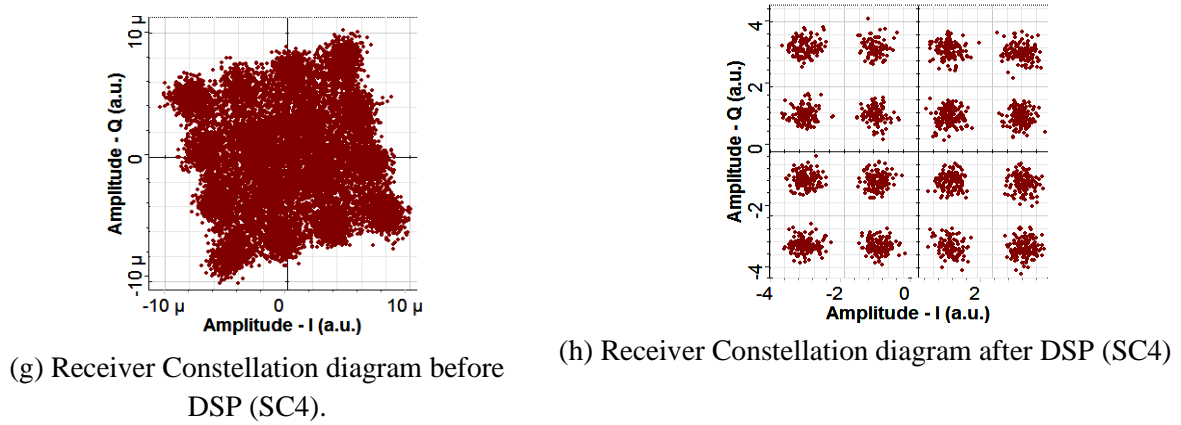 10 µ
0
-10 µ
Amplitude - Q (a.u.)
-10 µ
0
10 µ
Amplitude - I (a.u.)
(g) Receiver Constellation diagram before
DSP (SC4).
4
2
0
-2
-4
Amplitude - Q (a.u.)
-4
-2
0
2
Amplitude - I (a.u.)
(h) Receiver Constellation diagram after DSP (SC4)